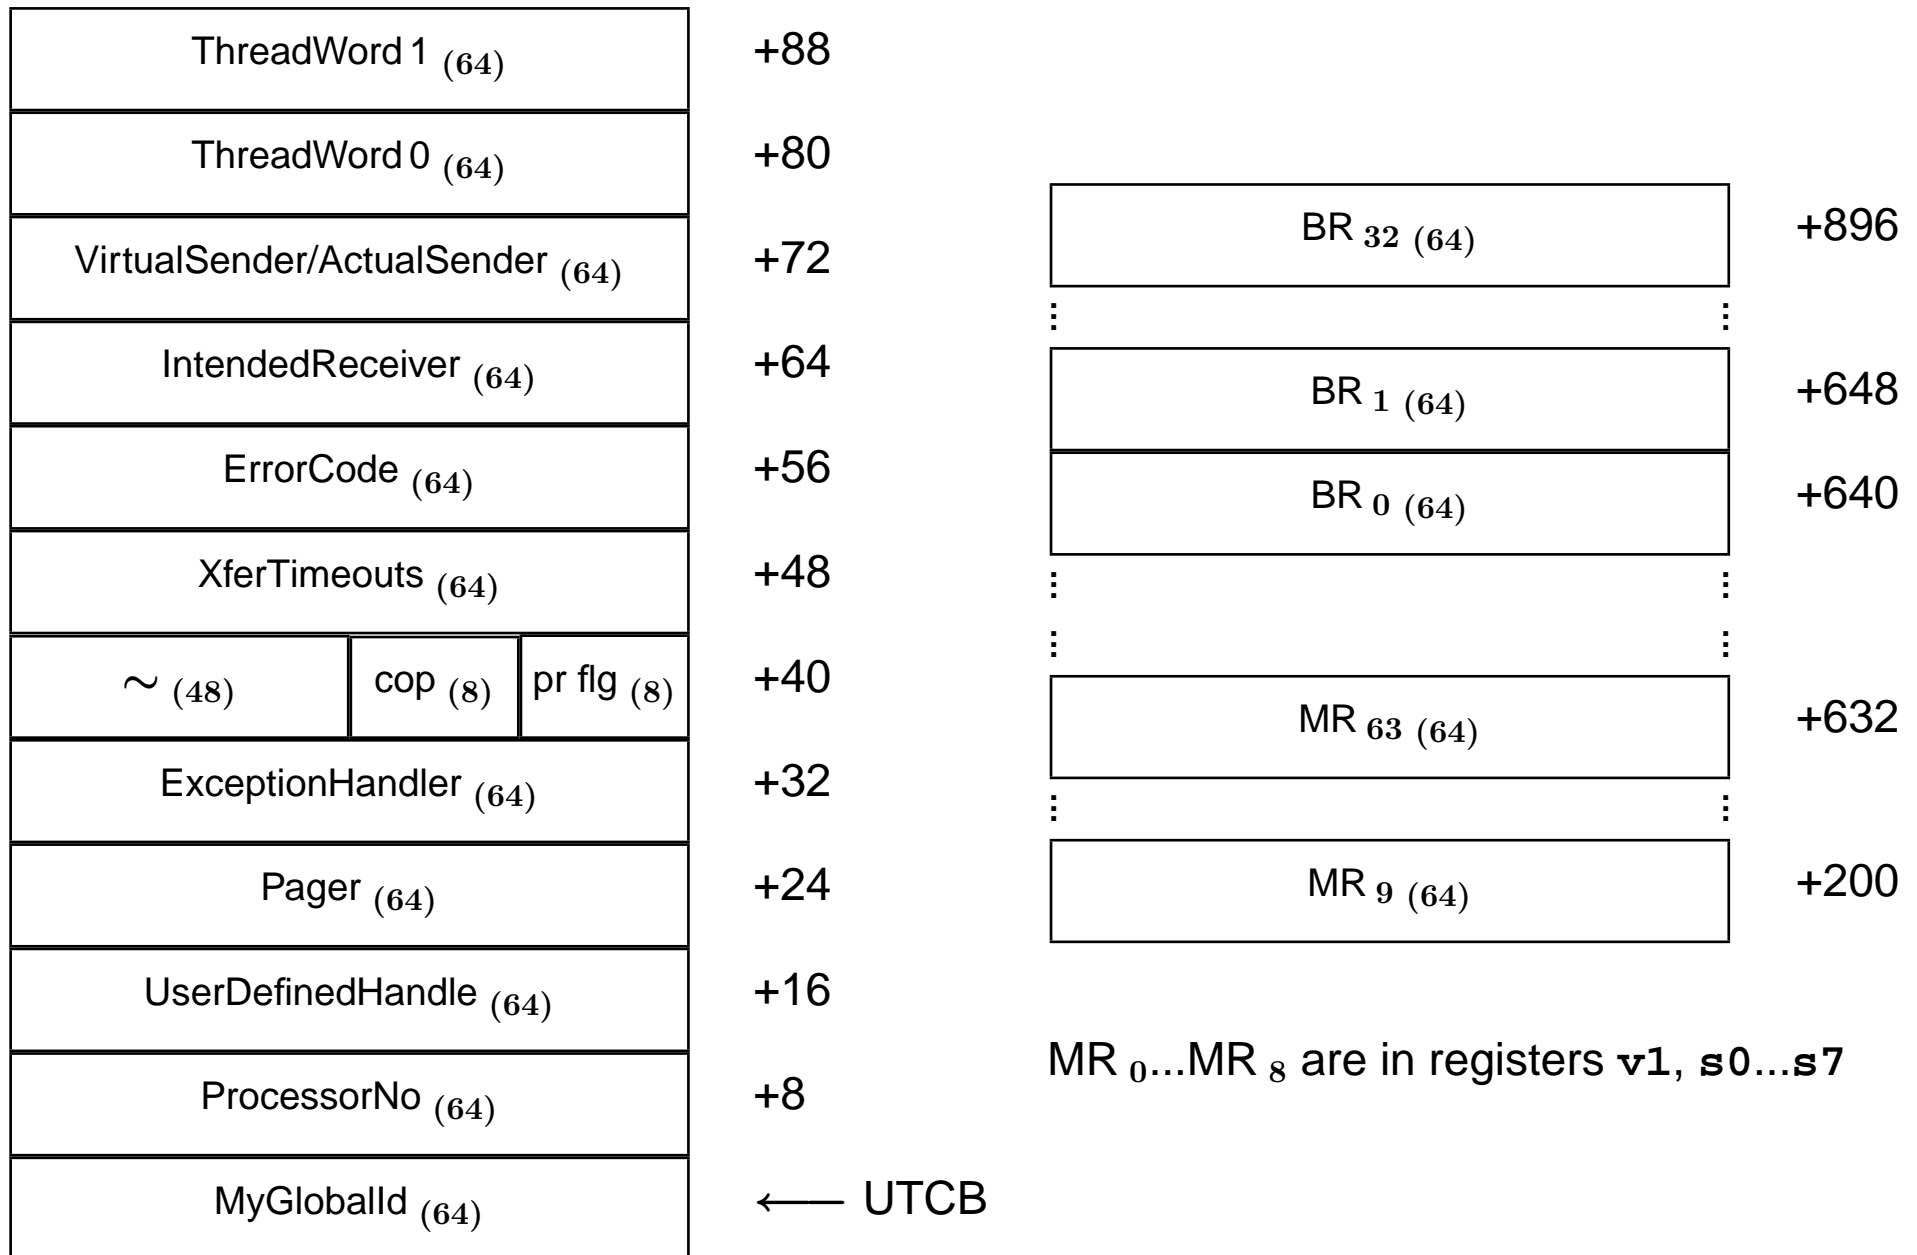 ThreadWord 1 (64) +88
ThreadWord 0 (64) +80
VirtualSender/ActualSender (64) +72
IntendedReceiver (64) +64
ErrorCode (64) +56
XferTimeouts (64) +48
∼ (48) cop (8) pr flg (8) +40
ExceptionHandler (64) +32
Pager (64) +24
UserDefinedHandle (64) +16
ProcessorNo (64) +8
MyGlobalId (64) ←— UTCB
BR 32 (64) +896
BR 1 (64) +648
BR 0 (64) +640
MR 63 (64) +632
MR 9 (64) +200
MR 0...MR 8 are in registers v1, s0...s7